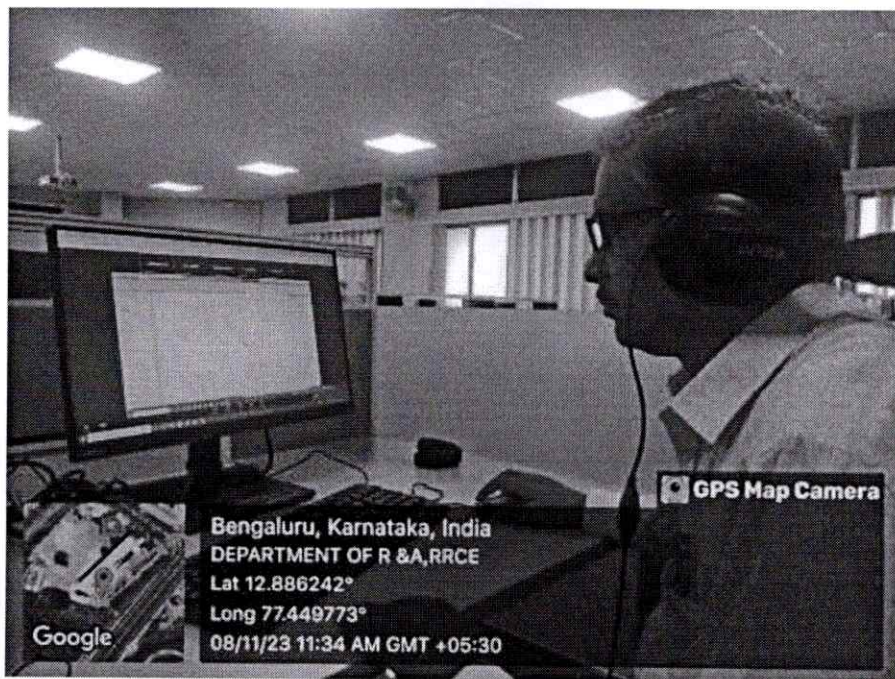 GPS Map Camera
Bengaluru, Karnataka, India
DEPARTMENT OF R &A,RRCE
Lat 12.886242°
Long 77.449773°
08/11/23 11:34 AM GMT +05:30
Google